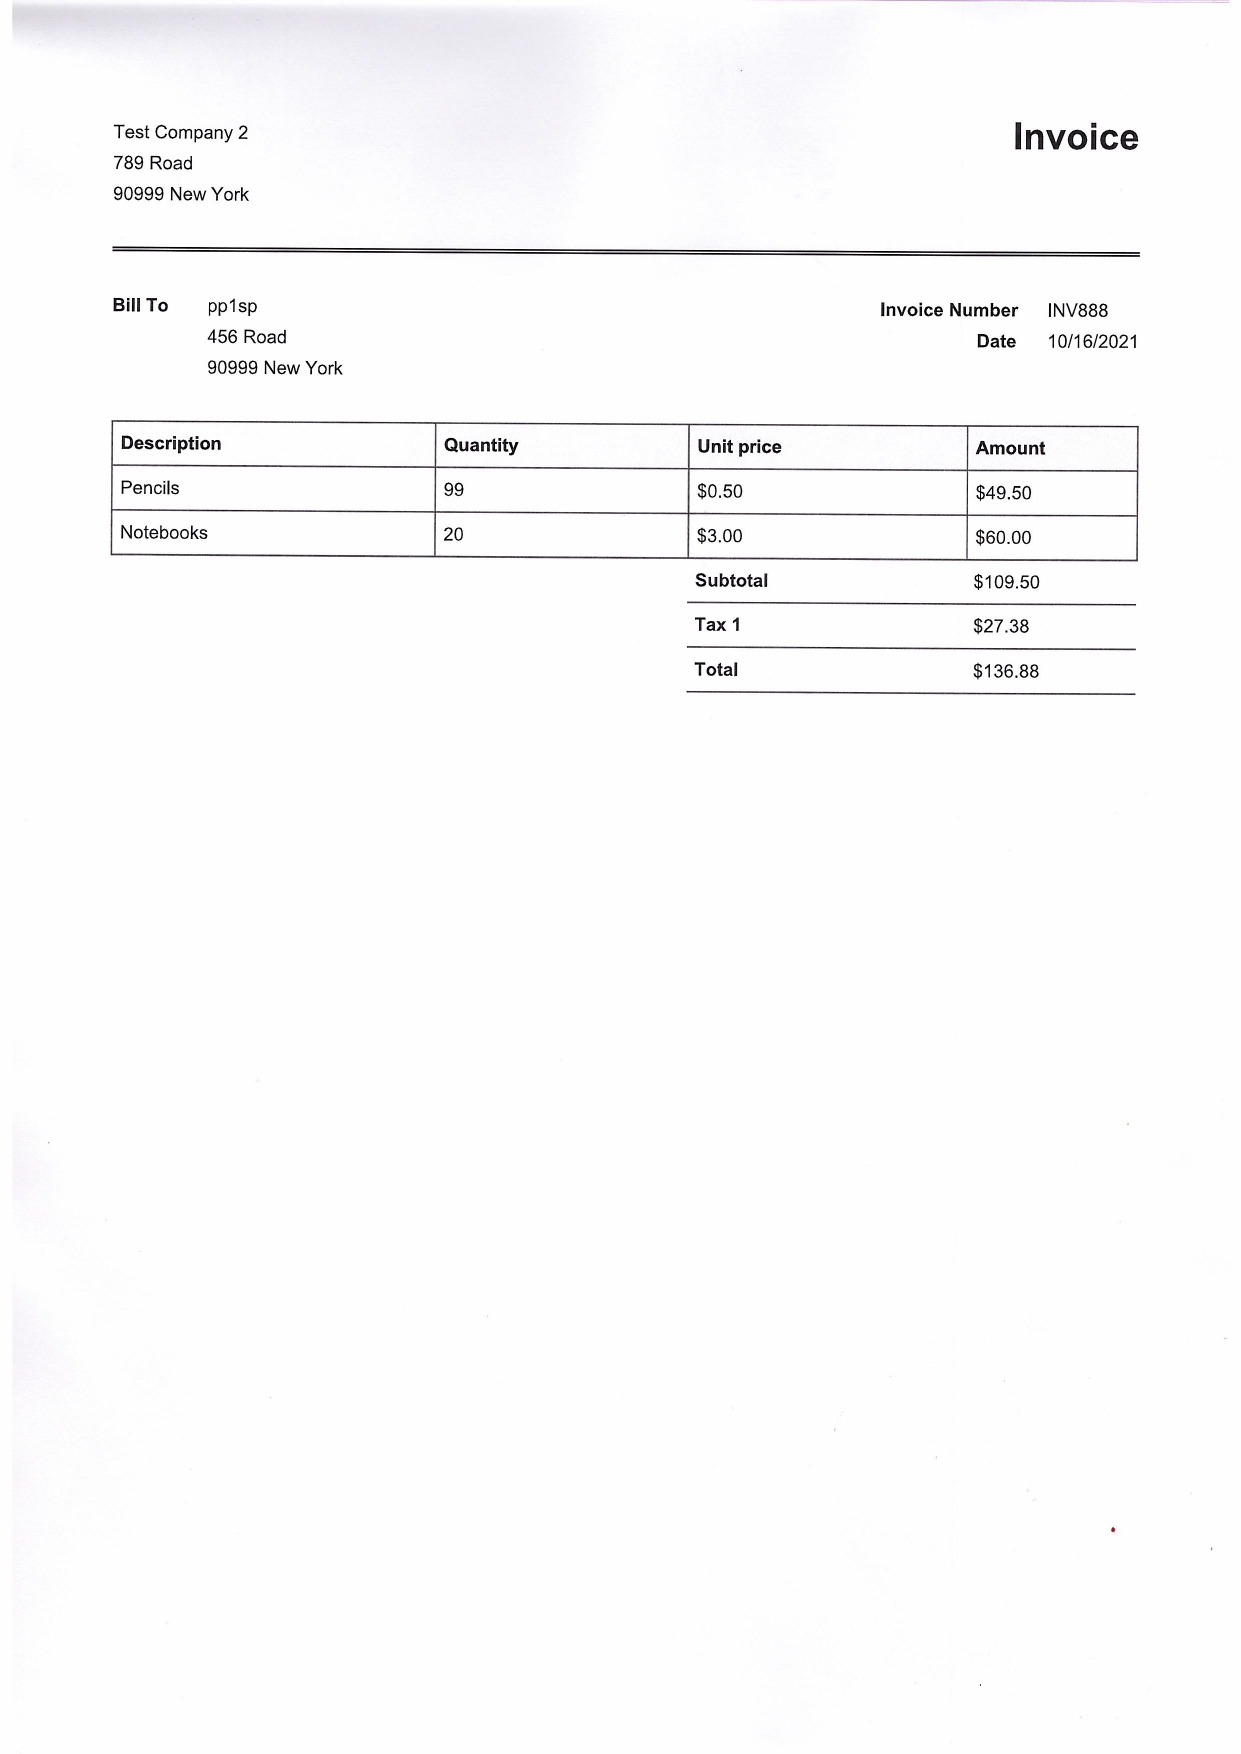 Test Company 2
789 Road
90999 New York
Invoice
Bill To pp1sp
456 Road
90999 New York
Invoice Number INV888
Date 10/16/2021
Description Quantity Unit price Amount
Pencils 99 $0.50 $49.50
Notebooks 20 $3.00 $60.00
Subtotal $109.50
Tax 1 $27.38
Total $136.88